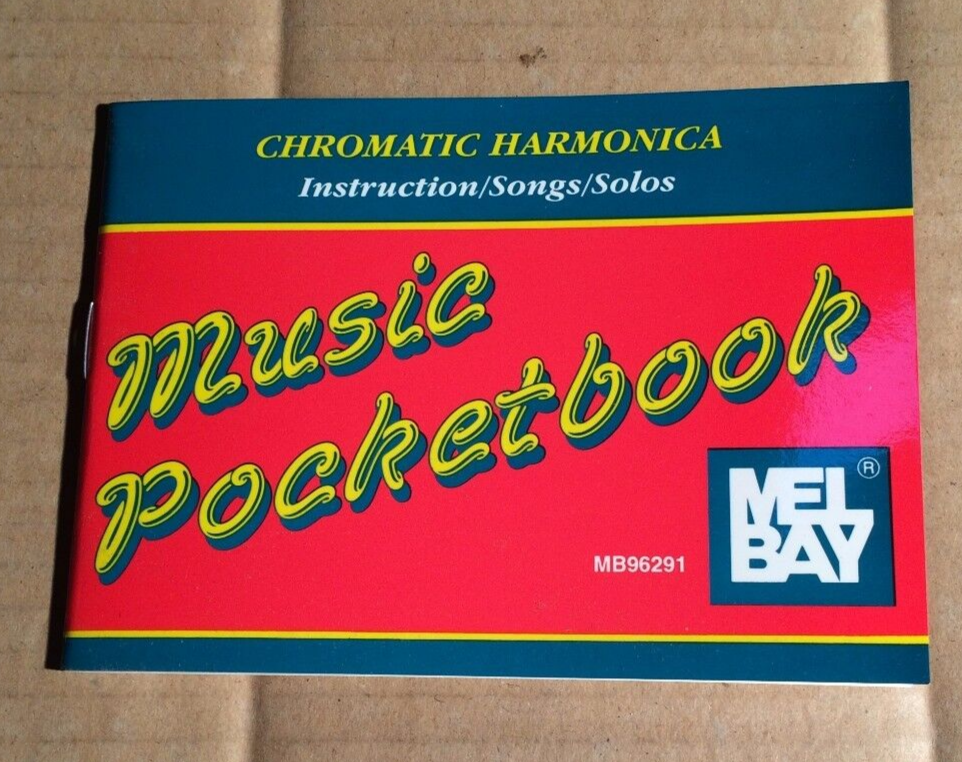 CHROMATIC HARMONICA
Instruction/Songs/Solos
Music
Pocketbook
MB96291
MEL ®
BAY